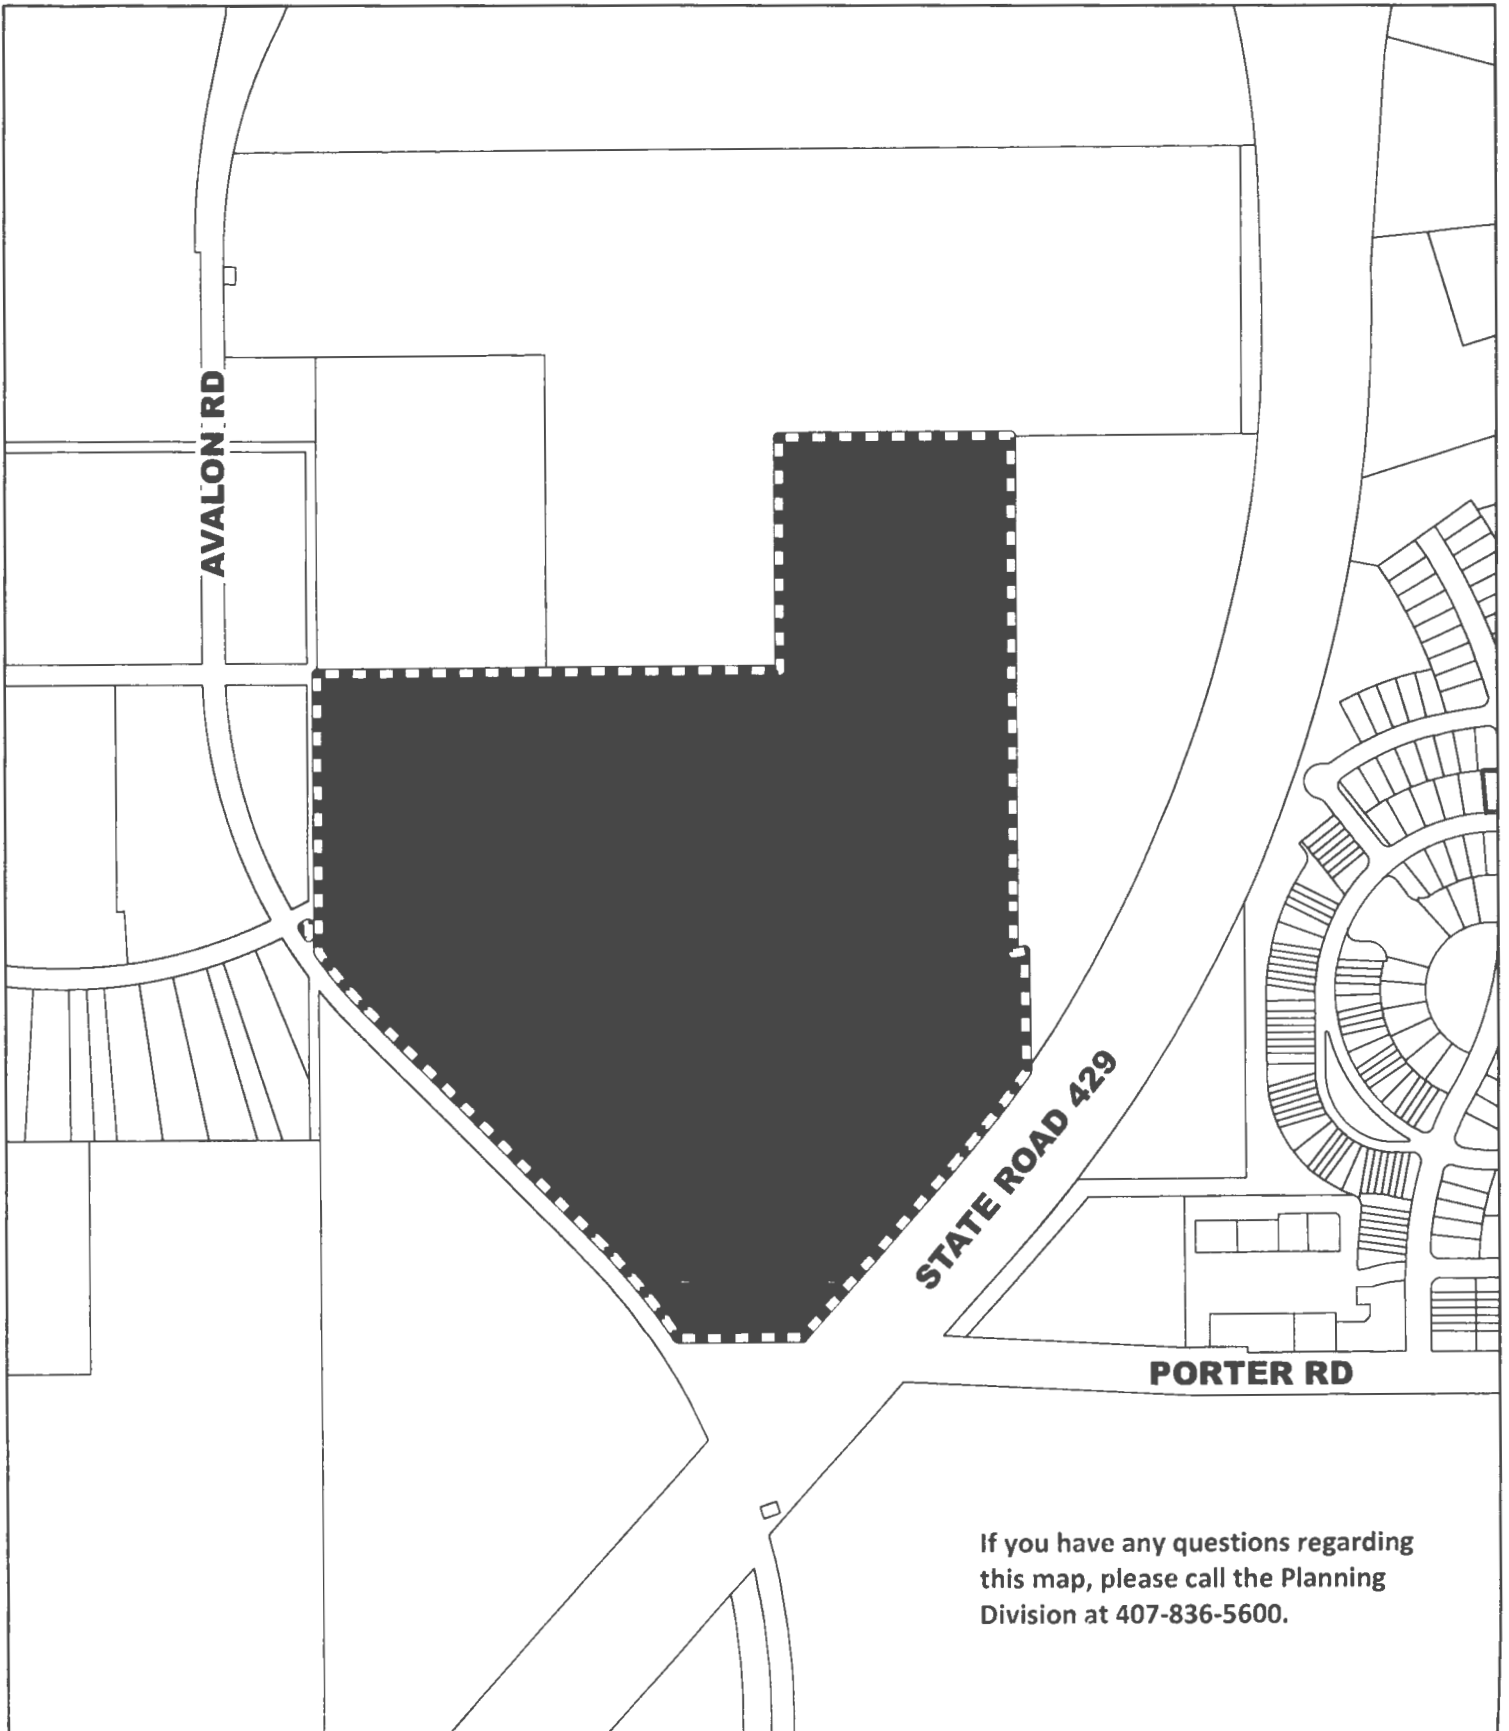 AVALON RD
STATE ROAD 429
PORTER RD
If you have any questions regarding
this map, please call the Planning
Division at 407-836-5600.